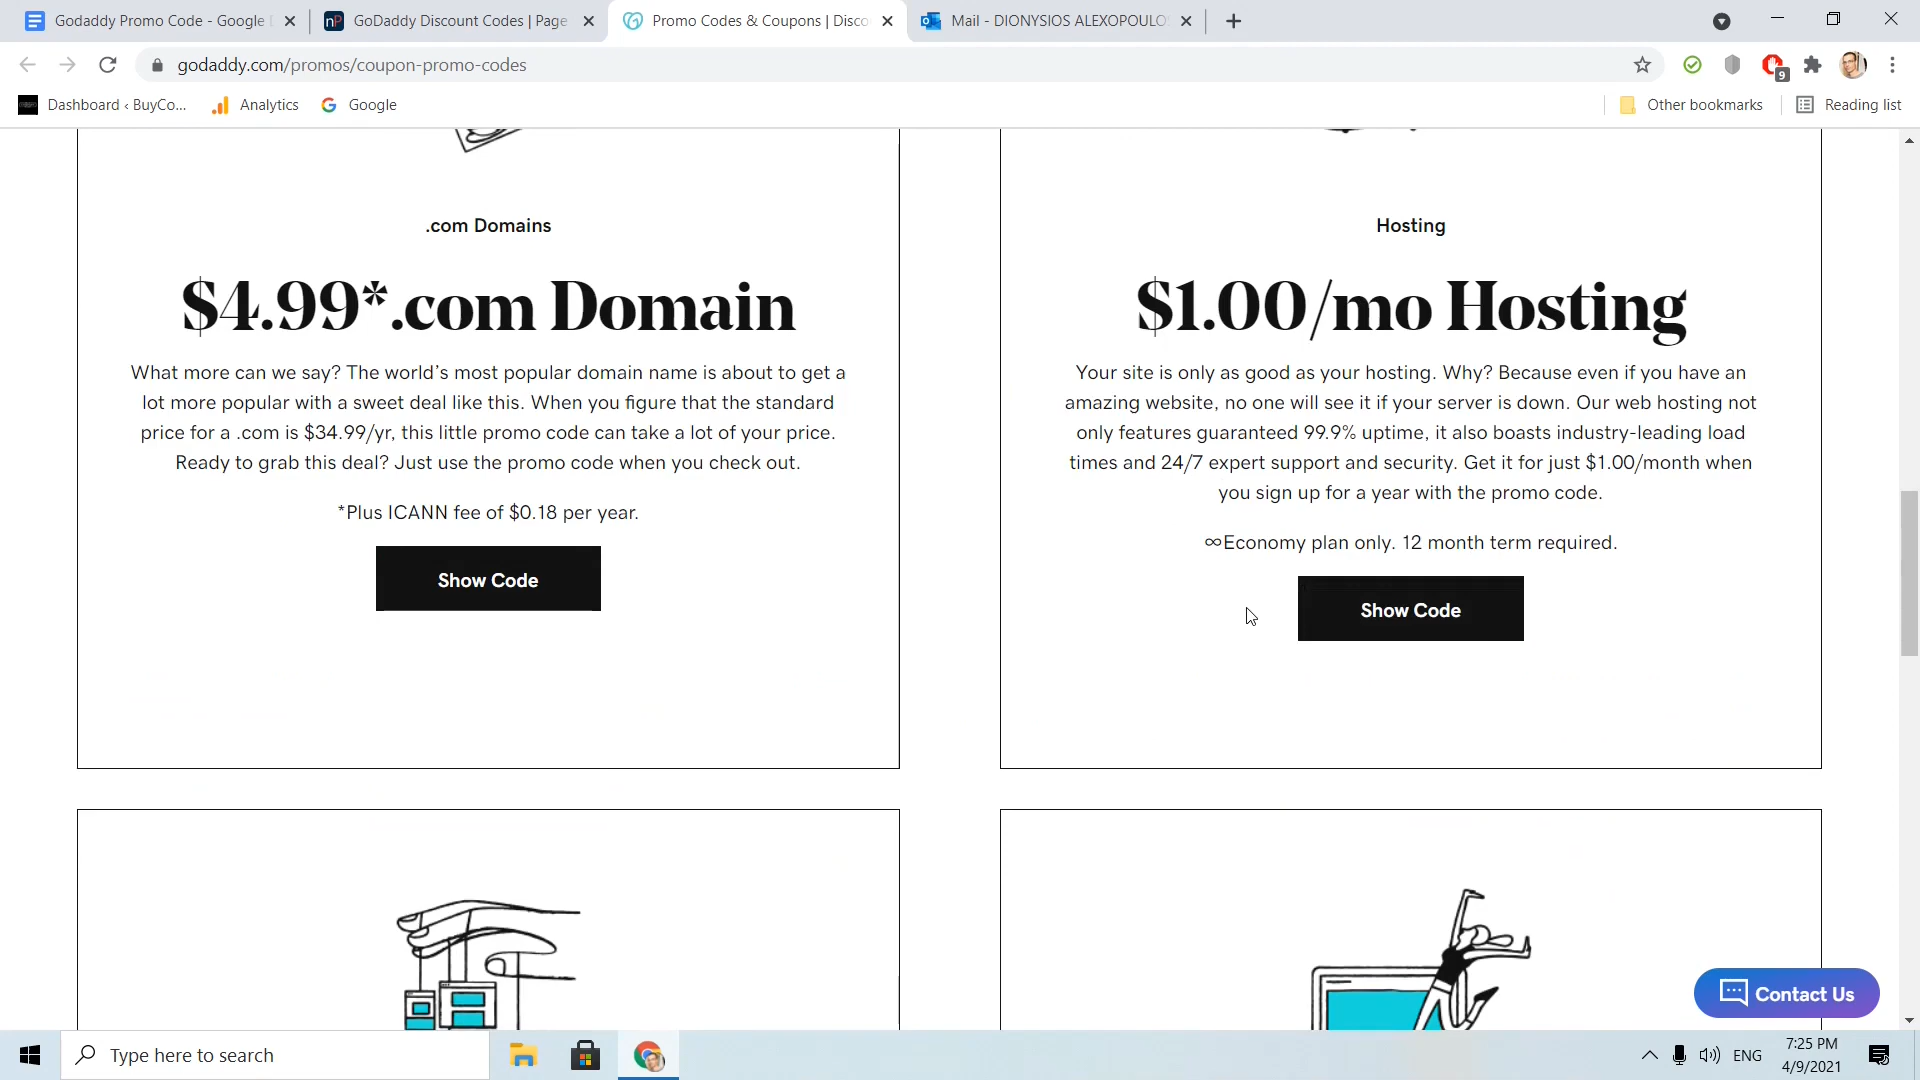 Godaddy Promo Code - Google
GoDaddy Discount Codes | Page
Promo Codes & Coupons | Disco
Mail - DIONYSIOS ALEXOPOULO
godaddy.com/promos/coupon-promo-codes
9
Dashboard ‹ BuyCo...
Analytics
Google
Other bookmarks
Reading list
.com Domains
$4.99*.com Domain
What more can we say? The world’s most popular domain name is about to get a
lot more popular with a sweet deal like this. When you figure that the standard
price for a .com is $34.99/yr, this little promo code can take a lot of your price.
Ready to grab this deal? Just use the promo code when you check out.
*Plus ICANN fee of $0.18 per year.
Show Code
Hosting
$1.00/mo Hosting
Your site is only as good as your hosting. Why? Because even if you have an
amazing website, no one will see it if your server is down. Our web hosting not
only features guaranteed 99.9% uptime, it also boasts industry-leading load
times and 24/7 expert support and security. Get it for just $1.00/month when
you sign up for a year with the promo code.
∞Economy plan only. 12 month term required.
Show Code
Contact Us
Type here to search
ENG
7:25 PM
4/9/2021